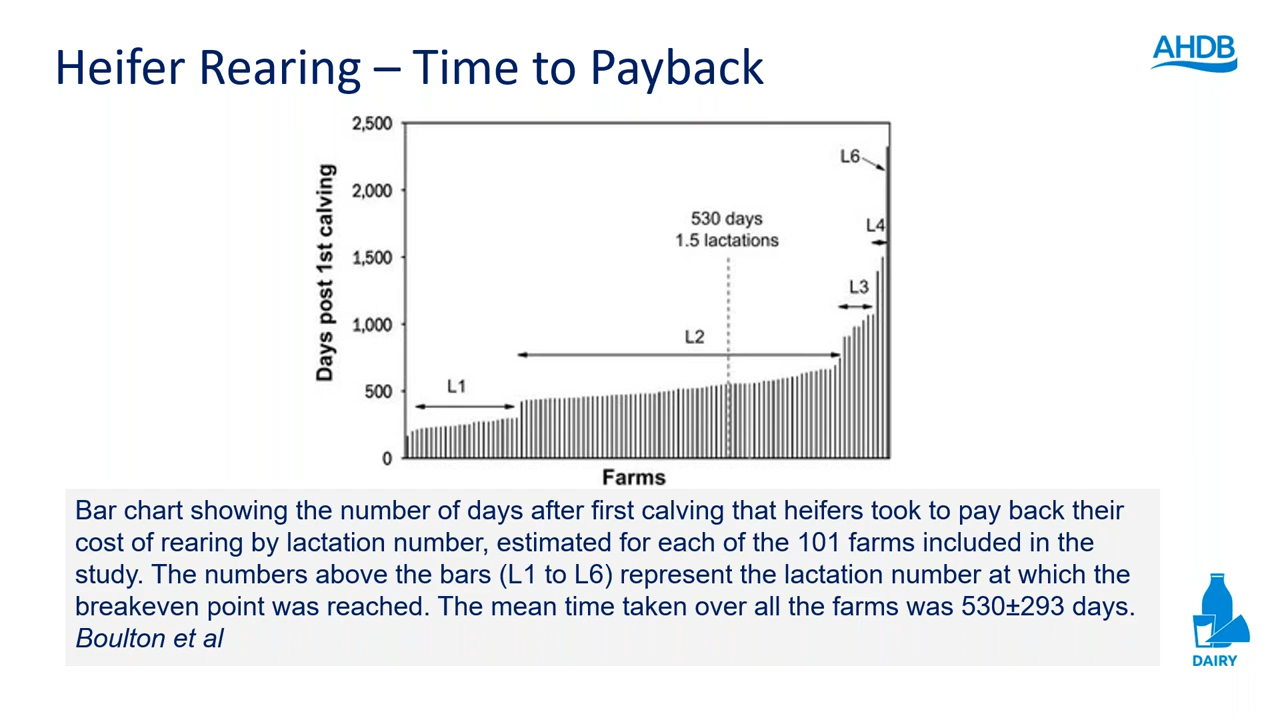 Heifer Rearing – Time to Payback
AHDB
2,500
2,000
1,500
1,000
500
0
Days post 1st calving
L1
L2
530 days
1.5 lactations
L3
L4
L6
Farms
Bar chart showing the number of days after first calving that heifers took to pay back their
cost of rearing by lactation number, estimated for each of the 101 farms included in the
study. The numbers above the bars (L1 to L6) represent the lactation number at which the
breakeven point was reached. The mean time taken over all the farms was 530±293 days.
Boulton et al
DAIRY